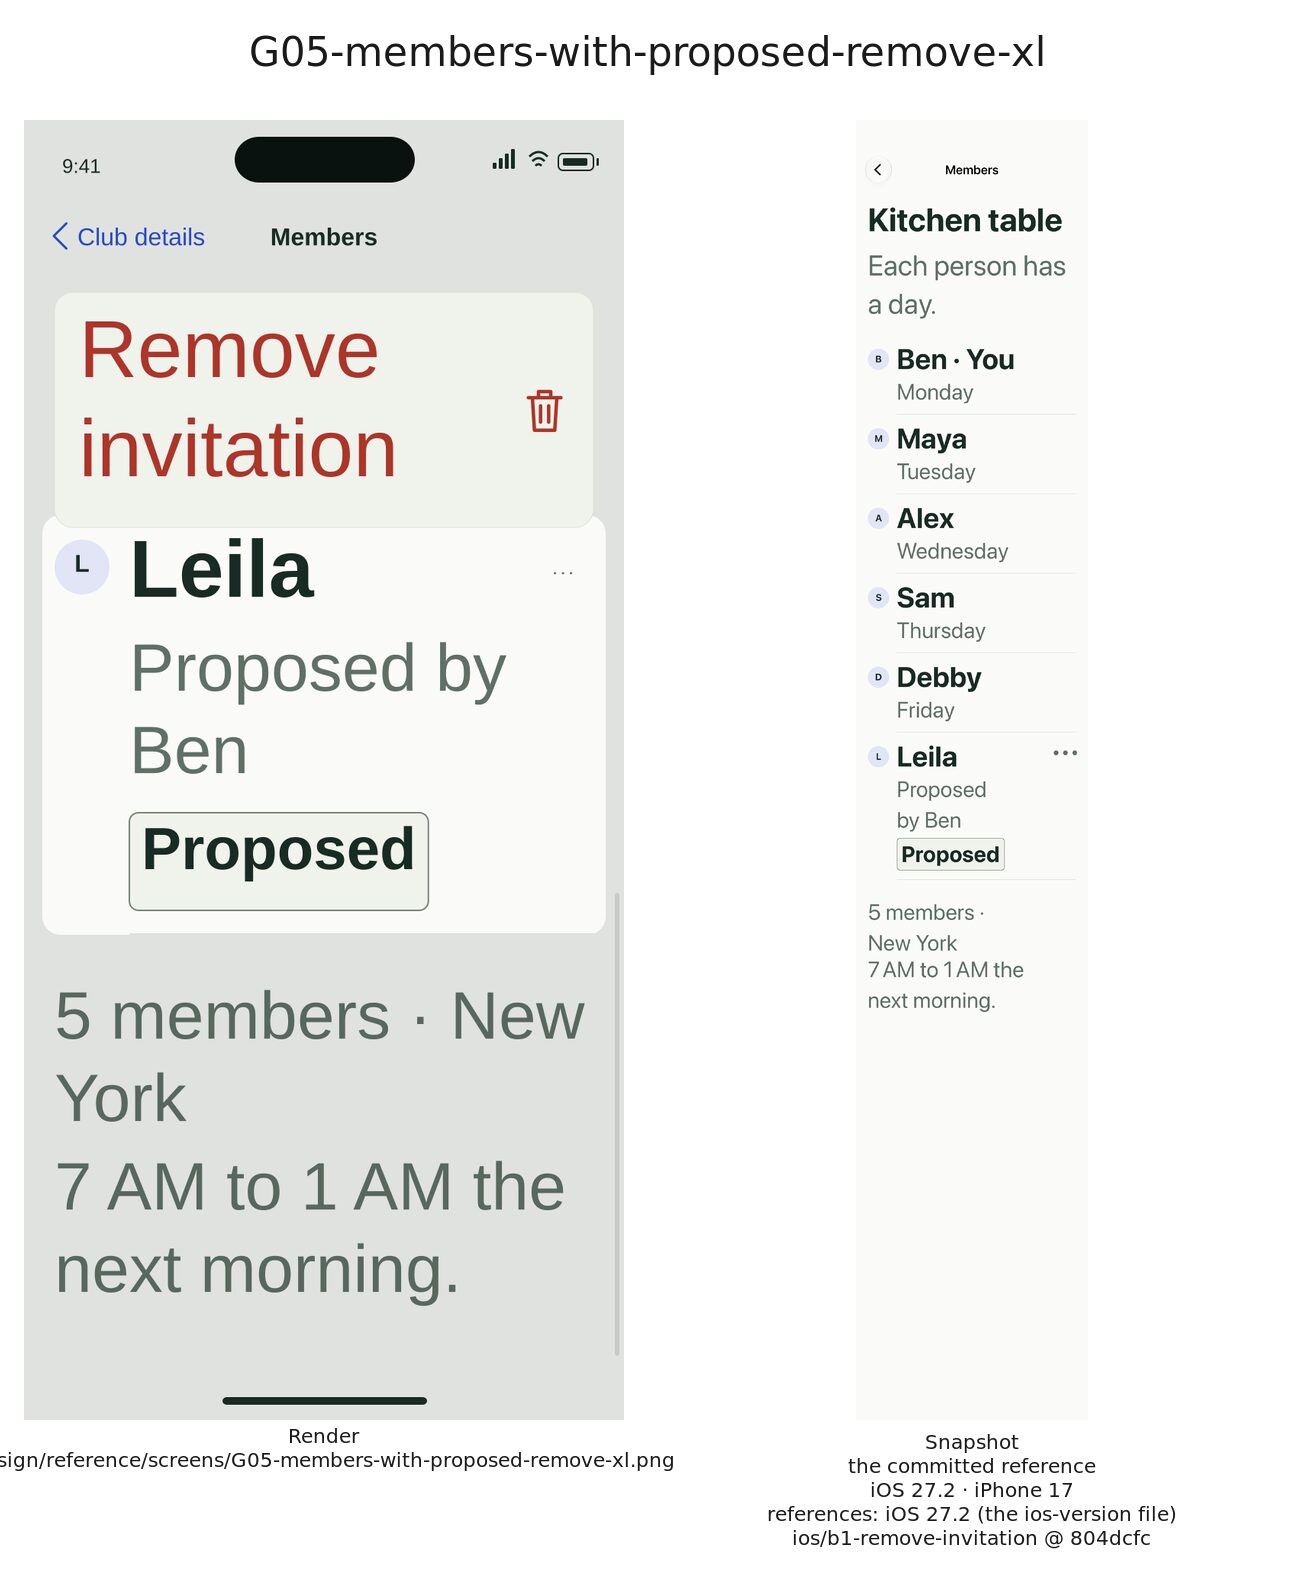 G05-members-with-proposed-remove-xl
9:41
Club details
Members
Remove
invitation
L
Leila
...
Proposed by
Ben
Proposed
5 members · New
York
7 AM to 1 AM the
next morning.
Render
sign/reference/screens/G05-members-with-proposed-remove-xl.png
Members
Kitchen table
Each person has
a day.
B
Ben · You
Monday
M
Maya
Tuesday
A
Alex
Wednesday
S
Sam
Thursday
D
Debby
Friday
L
Leila
Proposed
by Ben
Proposed
5 members ·
New York
7 AM to 1 AM the
next morning.
Snapshot
the committed reference
iOS 27.2 · iPhone 17
references: iOS 27.2 (the ios-version file)
ios/b1-remove-invitation @ 804dcfc